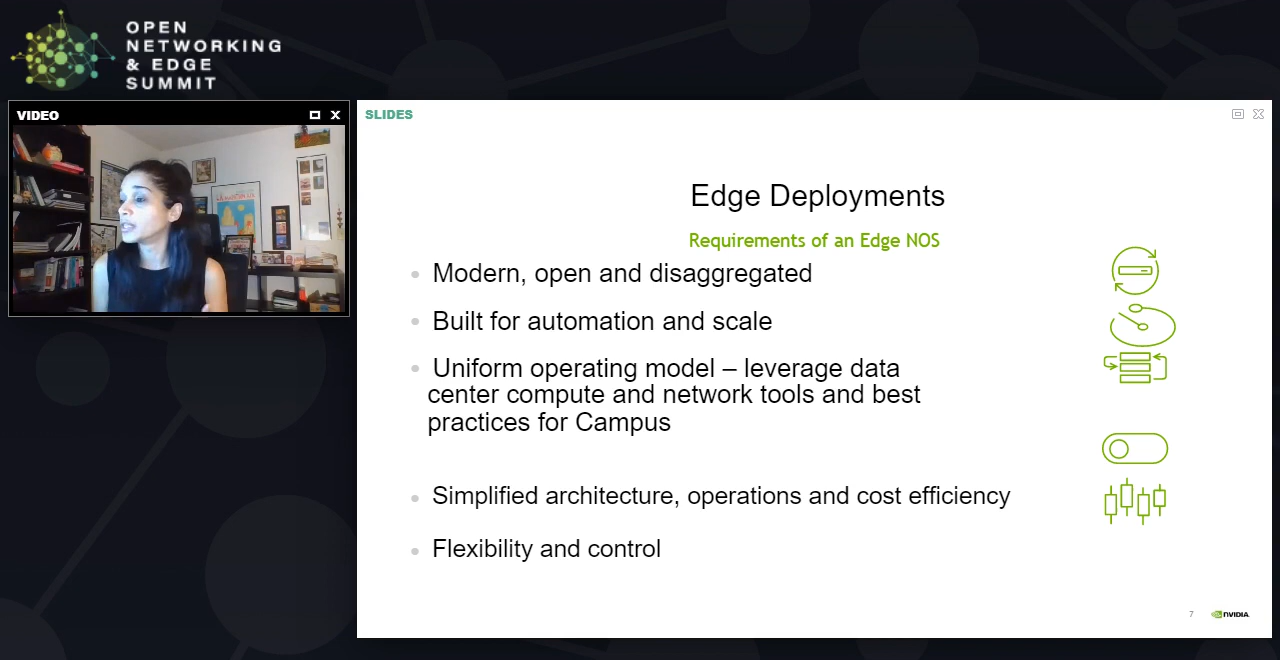 OPEN
NETWORKING
& EDGE
SUMMIT
VIDEO
SLIDES
Edge Deployments
Requirements of an Edge NOS
Modern, open and disaggregated
Built for automation and scale
Uniform operating model – leverage data
center compute and network tools and best
practices for Campus
Simplified architecture, operations and cost efficiency
Flexibility and control
7
NVIDIA